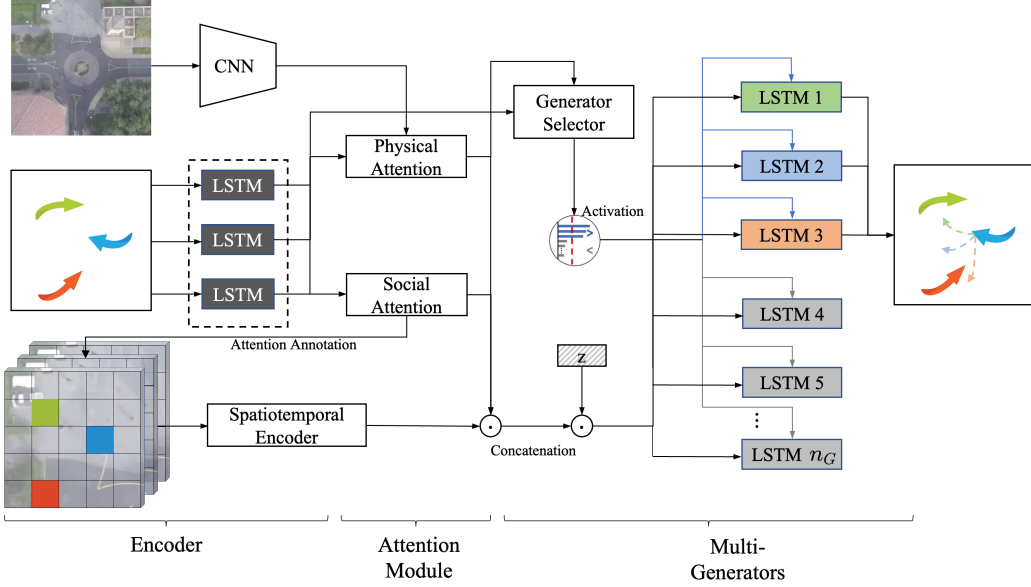 CNN
Generator
Selector
LSTM 1
Physical
Attention
LSTM 2
LSTM
Activation
>
<
LSTM 3
LSTM
LSTM
Social
Attention
LSTM 4
Attention Annotation
z
LSTM 5
Spatiotemporal
Encoder
Concatenation
LSTM n_G
Encoder
Attention
Module
Multi-
Generators